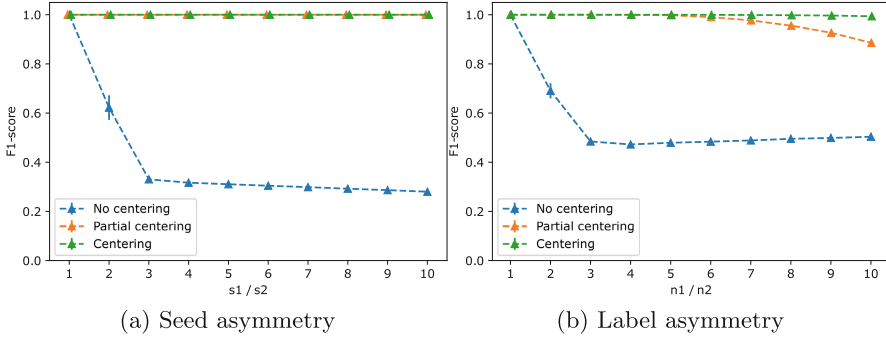 1.0
0.8
0.6
0.4
0.2
0.0
F1-score
No centering
Partial centering
Centering
1 2 3 4 5 6 7 8 9 10
s1 / s2
(a) Seed asymmetry
1.0
0.8
0.6
0.4
0.2
0.0
F1-score
No centering
Partial centering
Centering
1 2 3 4 5 6 7 8 9 10
n1 / n2
(b) Label asymmetry